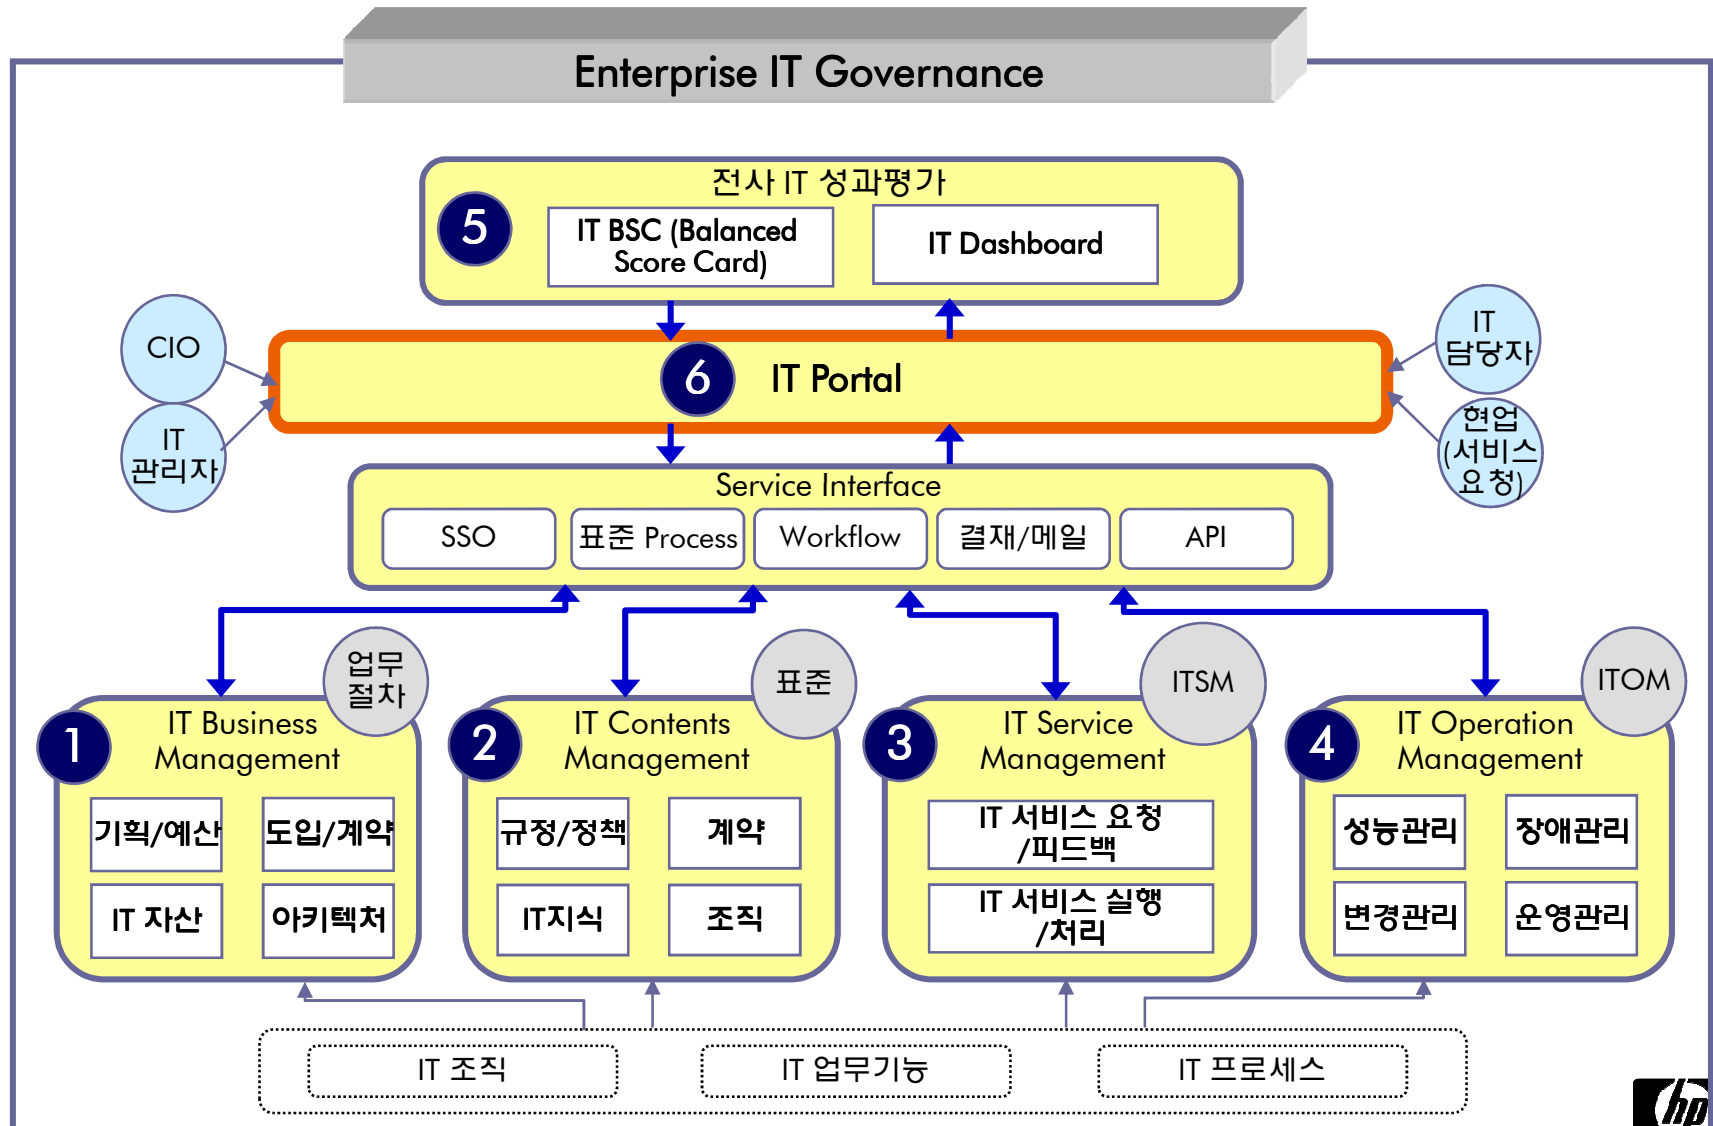 Enterprise IT Governance
전사 IT 성과평가
5
IT BSC (Balanced
Score Card)
IT Dashboard
CIO
IT
관리자
6
IT Portal
IT
담당자
현업
(서비스
요청)
Service Interface
SSO
표준 Process
Workflow
결재/메일
API
업무
절차
표준
ITSM
ITOM
1
IT Business
Management
기획/예산
도입/계약
IT 자산
아키텍처
2
IT Contents
Management
규정/정책
계약
IT지식
조직
3
IT Service
Management
IT 서비스 요청
/피드백
IT 서비스 실행
/처리
4
IT Operation
Management
성능관리
장애관리
변경관리
운영관리
IT 조직
IT 업무기능
IT 프로세스
hp